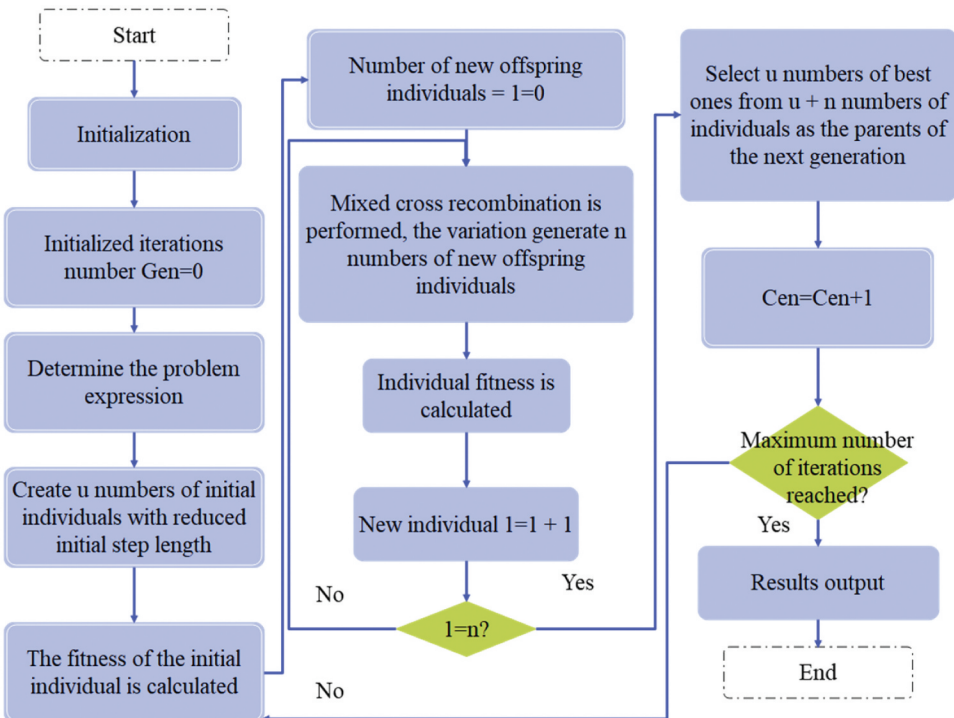 Start
Initialization
Initialized iterations
number Gen=0
Determine the problem
expression
Create u numbers of initial
individuals with reduced
initial step length
The fitness of the initial
individual is calculated
Number of new offspring
individuals = 1=0
Mixed cross recombination is
performed, the variation generate n
numbers of new offspring
individuals
Individual fitness is
calculated
New individual 1=1 + 1
No
Yes
1=n?
No
Select u numbers of best
ones from u + n numbers of
individuals as the parents of
the next generation
Cen=Cen+1
Maximum number
of iterations
reached?
Yes
Results output
End